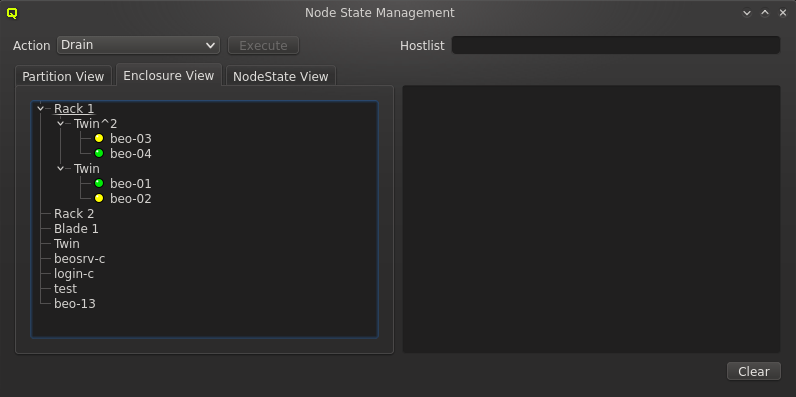 Node State Management
Action Drain Execute Hostlist
Partition View Enclosure View NodeState View
Rack 1
Twin^2
beo-03
beo-04
Twin
beo-01
beo-02
Rack 2
Blade 1
Twin
beosrv-c
login-c
test
beo-13
Clear